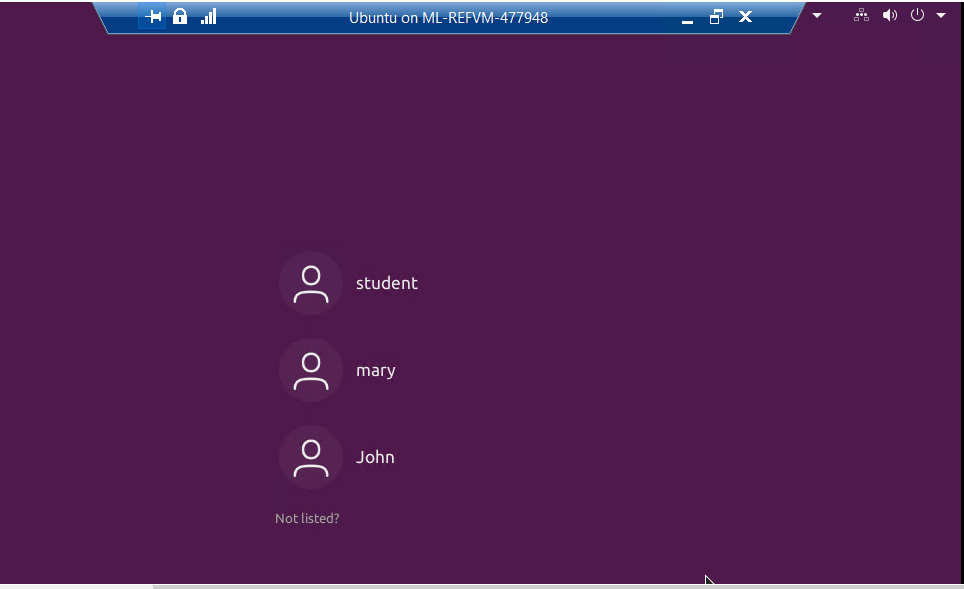 Ubuntu on ML-REFVM-477948
student
mary
John
Not listed?